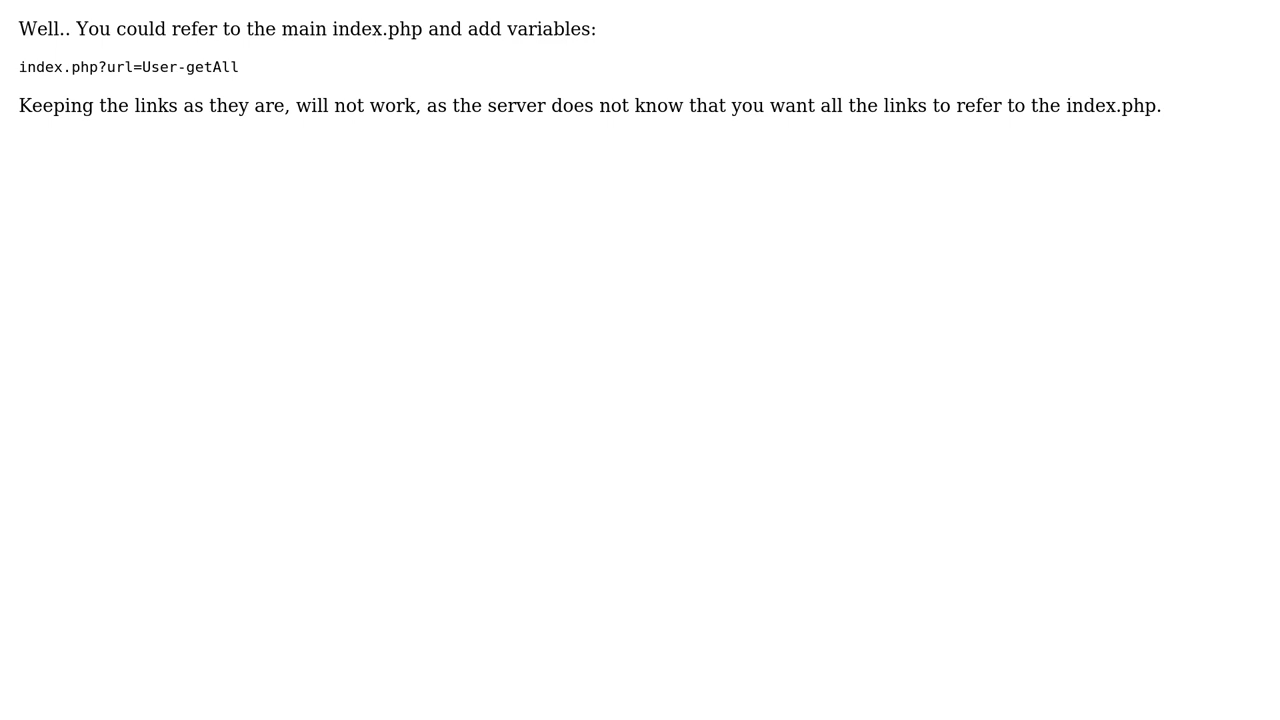 Well.. You could refer to the main index.php and add variables:
index.php?url=User-getAll
Keeping the links as they are, will not work, as the server does not know that you want all the links to refer to the index.php.